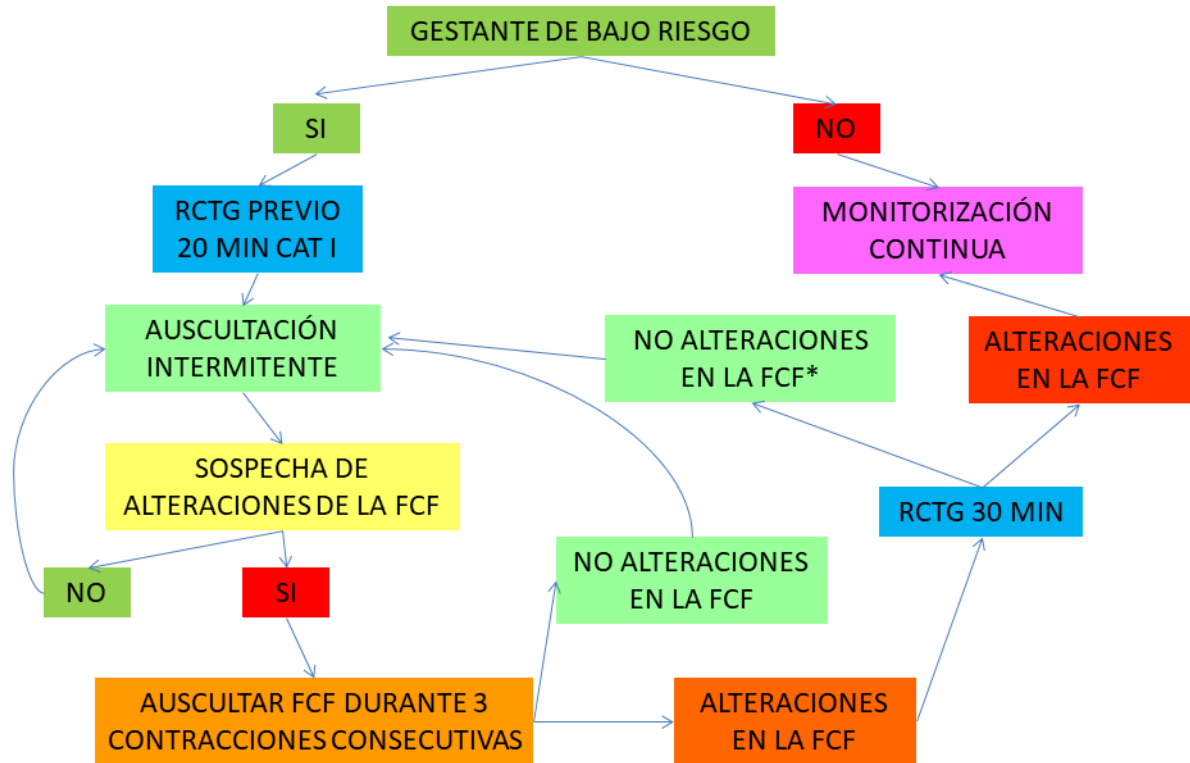 GESTANTE DE BAJO RIESGO
SI
NO
RCTG PREVIO
20 MIN CAT I
MONITORIZACIÓN
CONTINUA
AUSCULTACIÓN
INTERMITENTE
NO ALTERACIONES
EN LA FCF*
ALTERACIONES
EN LA FCF
SOSPECHA DE
ALTERACIONES DE LA FCF
RCTG 30 MIN
NO
SI
NO ALTERACIONES
EN LA FCF
AUSCULTAR FCF DURANTE 3
CONTRACCIONES CONSECUTIVAS
ALTERACIONES
EN LA FCF